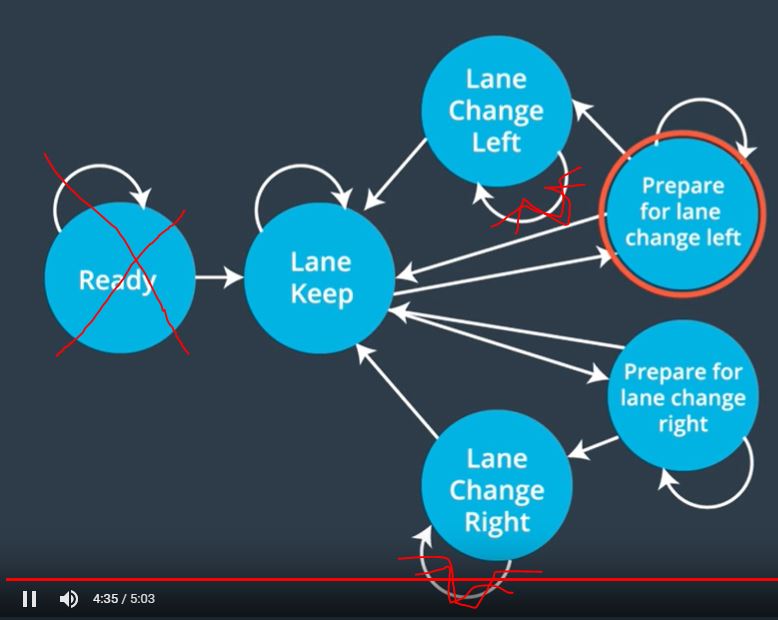 Lane
Change
Left
Prepare
for lane
change left
Ready
Lane
Keep
Prepare for
lane change
right
Lane
Change
Right
4:35 / 5:03